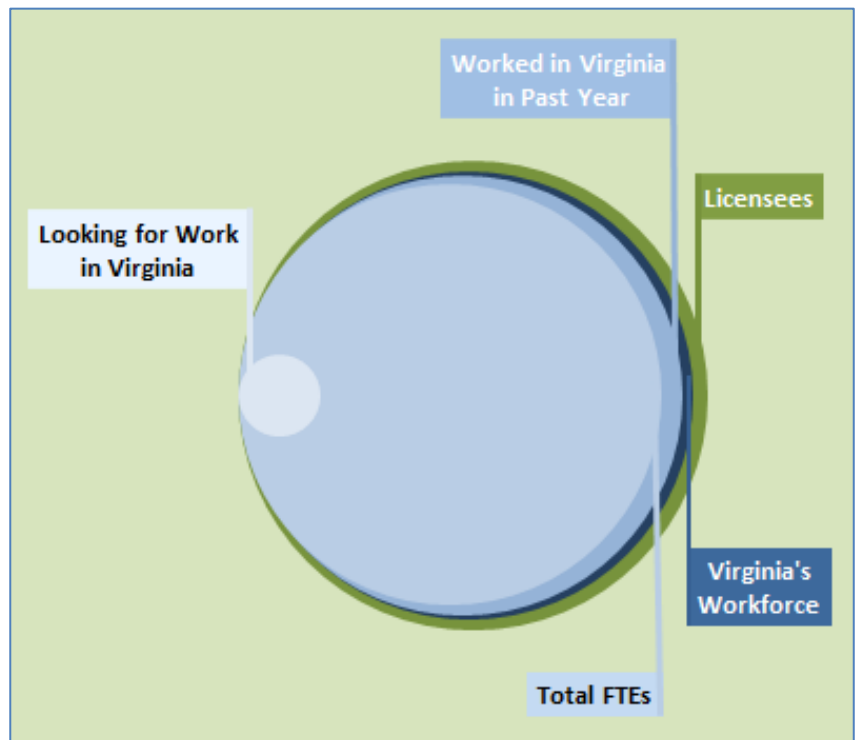 Worked in Virginia
in Past Year
Licensees
Looking for Work
in Virginia
Virginia's
Workforce
Total FTEs